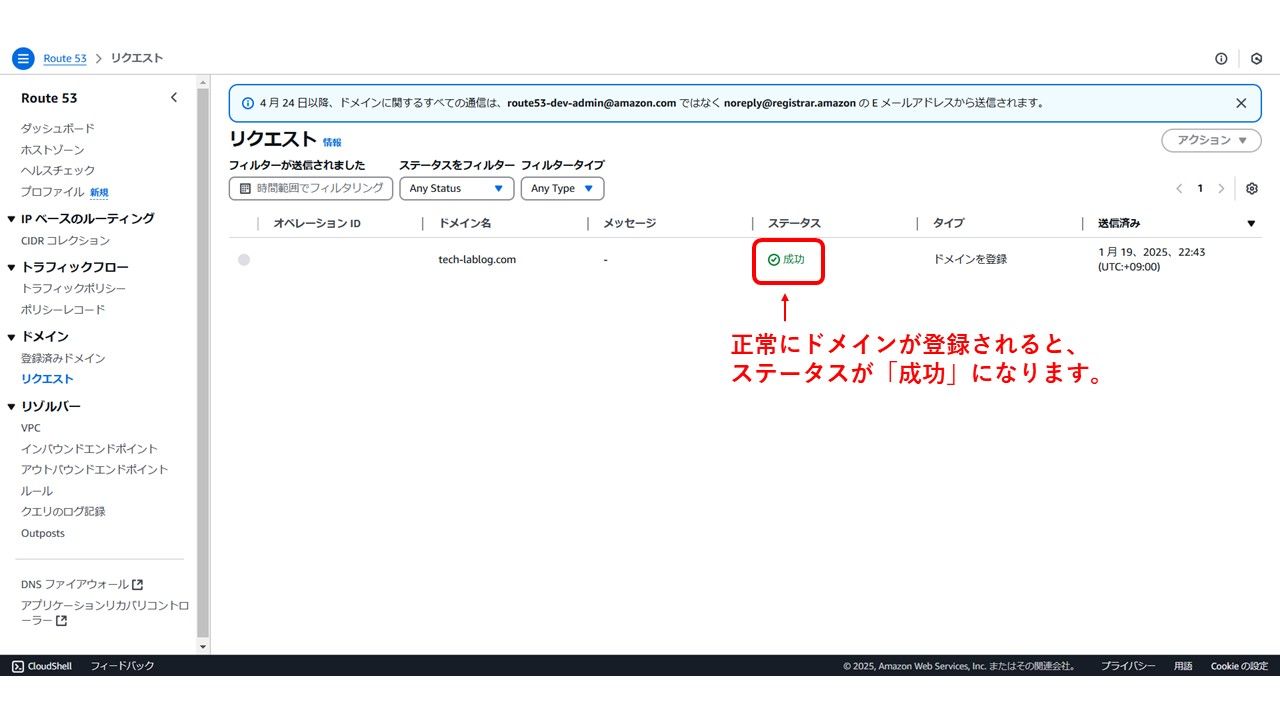 Route 53 > リクエスト
Route 53
ダッシュボード
ホストゾーン
ヘルスチェック
プロファイル 新規
IP ベースのルーティング
CIDR コレクション
トラフィックフロー
トラフィックポリシー
ポリシーレコード
ドメイン
登録済みドメイン
リクエスト
リゾルバー
VPC
インバウンドエンドポイント
アウトバウンドエンドポイント
ルール
クエリのログ記録
Outposts
DNS ファイアウォール
アプリケーションリカバリコントロ
ーラー
4 月 24 日以降、ドメインに関するすべての通信は、route53-dev-admin@amazon.com ではなく noreply@registrar.amazon の E メールアドレスから送信されます。
リクエスト 情報
アクション
フィルターが送信されました ステータスをフィルター フィルタータイプ
時間範囲でフィルタリング Any Status Any Type
1
オペレーション ID ドメイン名 メッセージ ステータス タイプ 送信済み
tech-lablog.com - 成功 ドメインを登録 1 月 19、2025、22:43
(UTC:+09:00)
正常にドメインが登録されると、
ステータスが「成功」になります。
CloudShell フィードバック © 2025, Amazon Web Services, Inc. またはその関連会社。 プライバシー 用語 Cookie の設定